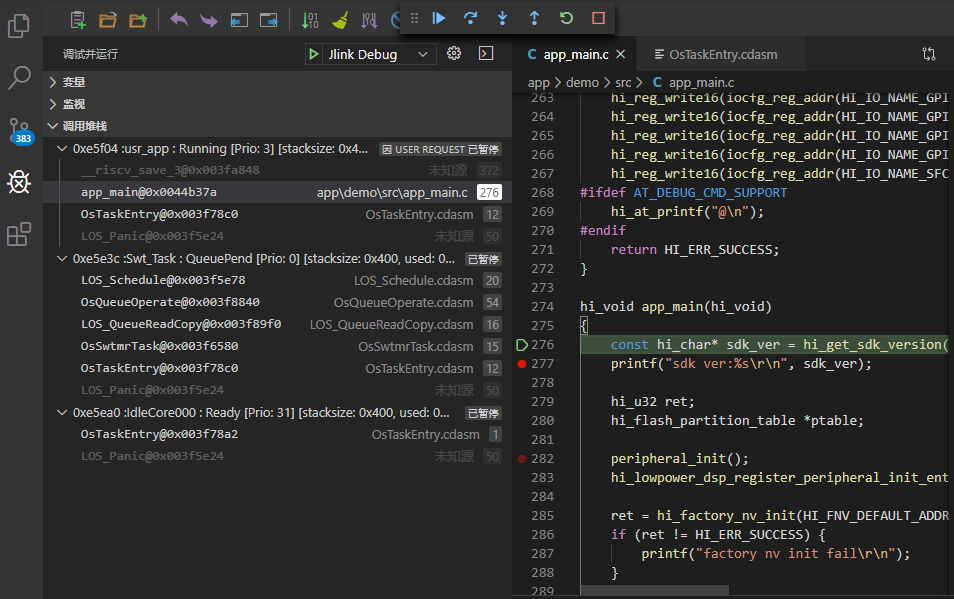 调试并运行
Jlink Debug
变量
监视
调用堆栈
0xe5f04 :usr_app : Running [Prio: 3] [stacksize: 0x4... 因 USER REQUEST 已暂停
__riscv_save_3@0x003fa848 未知源 372
app_main@0x0044b37a app\demo\src\app_main.c 276
OsTaskEntry@0x003f78c0 OsTaskEntry.cdasm 12
LOS_Panic@0x003f5e24 未知源 50
0xe5e3c :Swt_Task : QueuePend [Prio: 0] [stacksize: 0x400, used: 0... 已暂停
LOS_Schedule@0x003f5e78 LOS_Schedule.cdasm 20
OsQueueOperate@0x003f8840 OsQueueOperate.cdasm 54
LOS_QueueReadCopy@0x003f89f0 LOS_QueueReadCopy.cdasm 16
OsSwtmrTask@0x003f6580 OsSwtmrTask.cdasm 15
OsTaskEntry@0x003f78c0 OsTaskEntry.cdasm 12
LOS_Panic@0x003f5e24 未知源 50
0xe5ea0 :IdleCore000 : Ready [Prio: 31] [stacksize: 0x400, used: 0... 已暂停
OsTaskEntry@0x003f78a2 OsTaskEntry.cdasm 1
LOS_Panic@0x003f5e24 未知源 50
383
C app_main.c OsTaskEntry.cdasm
app > demo > src > C app_main.c
263 hi_reg_write16(iocfg_reg_addr(HI_IO_NAME_GPI
264 hi_reg_write16(iocfg_reg_addr(HI_IO_NAME_GPI
265 hi_reg_write16(iocfg_reg_addr(HI_IO_NAME_GPI
266 hi_reg_write16(iocfg_reg_addr(HI_IO_NAME_GPI
267 hi_reg_write16(iocfg_reg_addr(HI_IO_NAME_SFC
268 #ifdef AT_DEBUG_CMD_SUPPORT
269 hi_at_printf("@\n");
270 #endif
271 return HI_ERR_SUCCESS;
272 }
273
274 hi_void app_main(hi_void)
275 {
276 const hi_char* sdk_ver = hi_get_sdk_version(
277 printf("sdk ver:%s\r\n", sdk_ver);
278
279 hi_u32 ret;
280 hi_flash_partition_table *ptable;
281
282 peripheral_init();
283 hi_lowpower_dsp_register_peripheral_init_ent
284
285 ret = hi_factory_nv_init(HI_FNV_DEFAULT_ADDR
286 if (ret != HI_ERR_SUCCESS) {
287 printf("factory nv init fail\r\n");
288 }
289